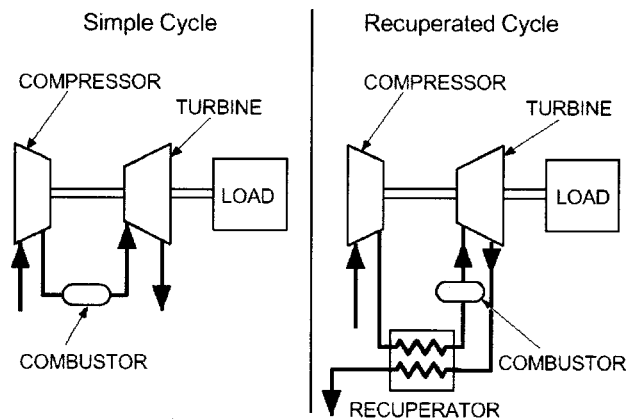 Simple Cycle
COMPRESSOR
TURBINE
LOAD
COMBUSTOR
Recuperated Cycle
COMPRESSOR
TURBINE
LOAD
COMBUSTOR
RECUPERATOR